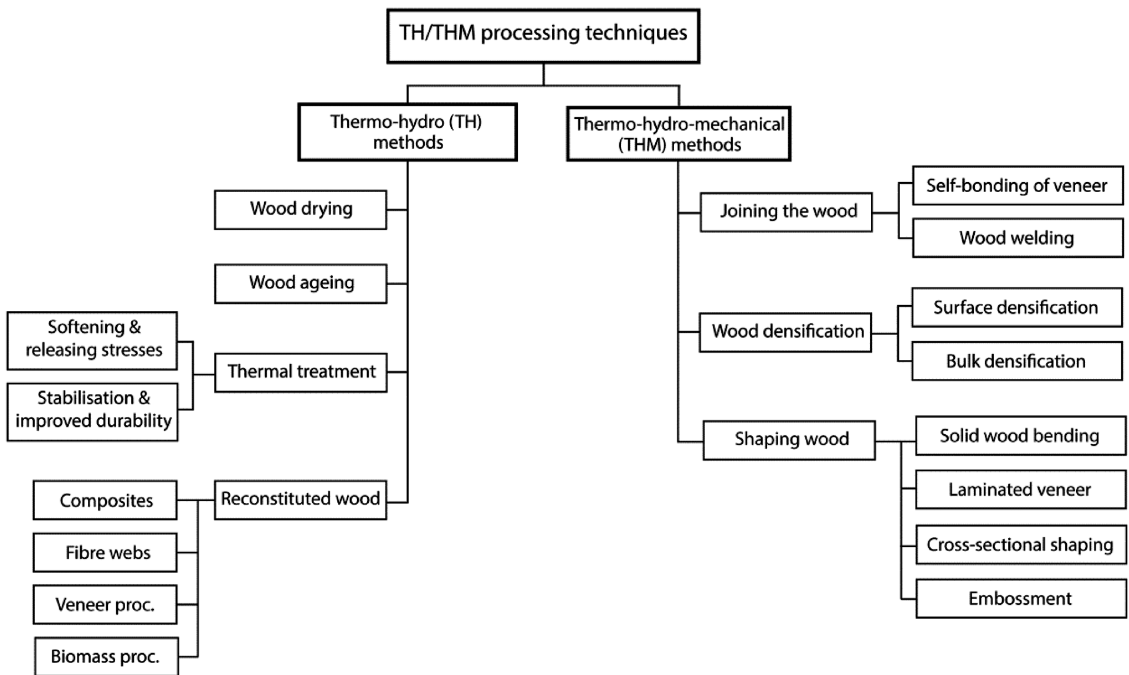 TH/THM processing techniques
Thermo-hydro (TH)
methods
Thermo-hydro-mechanical
(THM) methods
Wood drying
Wood ageing
Softening &
releasing stresses
Thermal treatment
Stabilisation &
improved durability
Composites
Reconstituted wood
Fibre webs
Veneer proc.
Biomass proc.
Joining the wood
Self-bonding of veneer
Wood welding
Wood densification
Surface densification
Bulk densification
Shaping wood
Solid wood bending
Laminated veneer
Cross-sectional shaping
Embossment